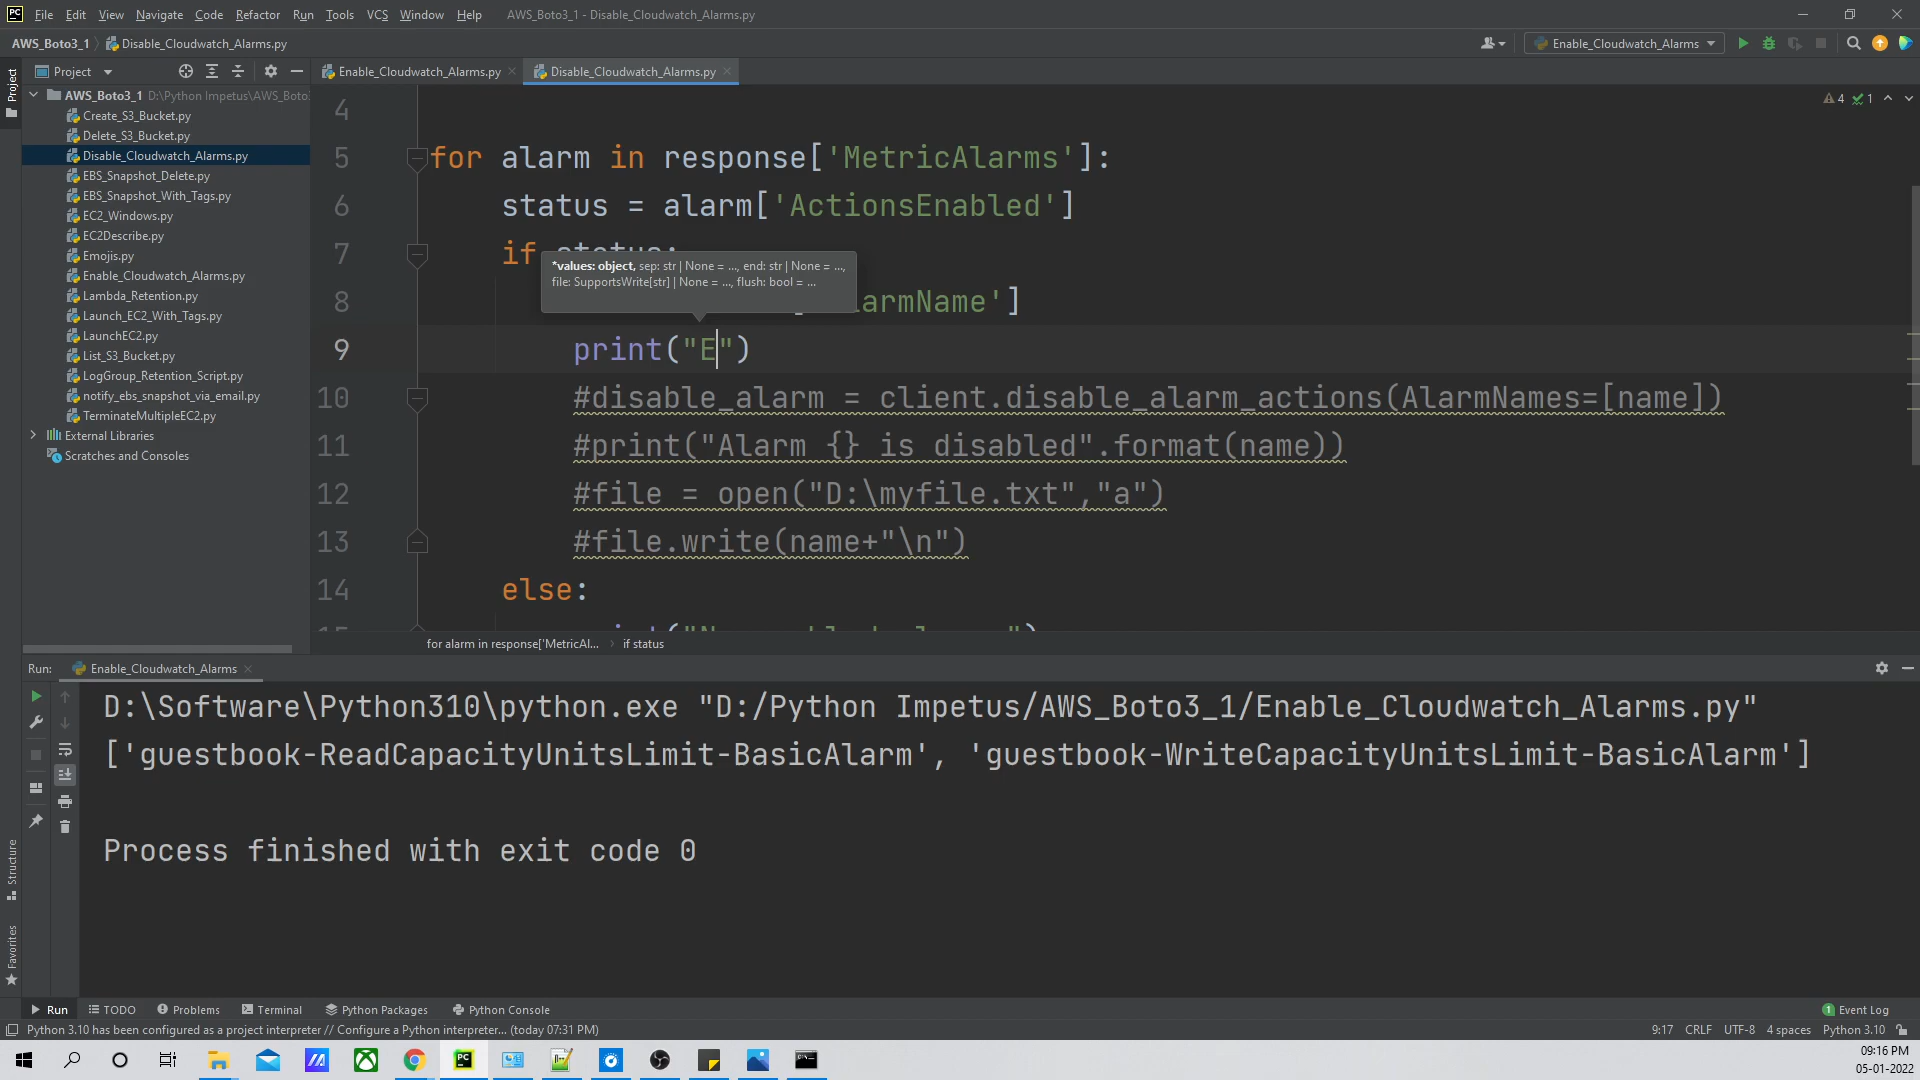 PC File Edit View Navigate Code Refactor Run Tools VCS Window Help AWS_Boto3_1 - Disable_Cloudwatch_Alarms.py
AWS_Boto3_1 Disable_Cloudwatch_Alarms.py Enable_Cloudwatch_Alarms
Project
Project
Enable_Cloudwatch_Alarms.py Disable_Cloudwatch_Alarms.py
AWS_Boto3_1 D:\Python Impetus\AWS_Boto3
Create_S3_Bucket.py
Delete_S3_Bucket.py
Disable_Cloudwatch_Alarms.py
EBS_Snapshot_Delete.py
EBS_Snapshot_With_Tags.py
EC2_Windows.py
EC2Describe.py
Emojis.py
Enable_Cloudwatch_Alarms.py
Lambda_Retention.py
Launch_EC2_With_Tags.py
LaunchEC2.py
List_S3_Bucket.py
LogGroup_Retention_Script.py
notify_ebs_snapshot_via_email.py
TerminateMultipleEC2.py
External Libraries
Scratches and Consoles
4 1
4
5 for alarm in response['MetricAlarms']:
6 status = alarm['ActionsEnabled']
7 if status:
*values: object, sep: str | None = ..., end: str | None = ...,
file: SupportsWrite[str] | None = ..., flush: bool = ...
8 armName']
9 print("E")
10 #disable_alarm = client.disable_alarm_actions(AlarmNames=[name])
11 #print("Alarm {} is disabled".format(name))
12 #file = open("D:\myfile.txt","a")
13 #file.write(name+"\n")
14 else:
for alarm in response['MetricAl... if status
Run: Enable_Cloudwatch_Alarms
D:\Software\Python310\python.exe "D:/Python Impetus/AWS_Boto3_1/Enable_Cloudwatch_Alarms.py"
['guestbook-ReadCapacityUnitsLimit-BasicAlarm', 'guestbook-WriteCapacityUnitsLimit-BasicAlarm']
Process finished with exit code 0
Structure
Favorites
Run TODO Problems Terminal Python Packages Python Console 1 Event Log
Python 3.10 has been configured as a project interpreter // Configure a Python interpreter... (today 07:31 PM) 9:17 CRLF UTF-8 4 spaces Python 3.10
PC
09:16 PM
05-01-2022